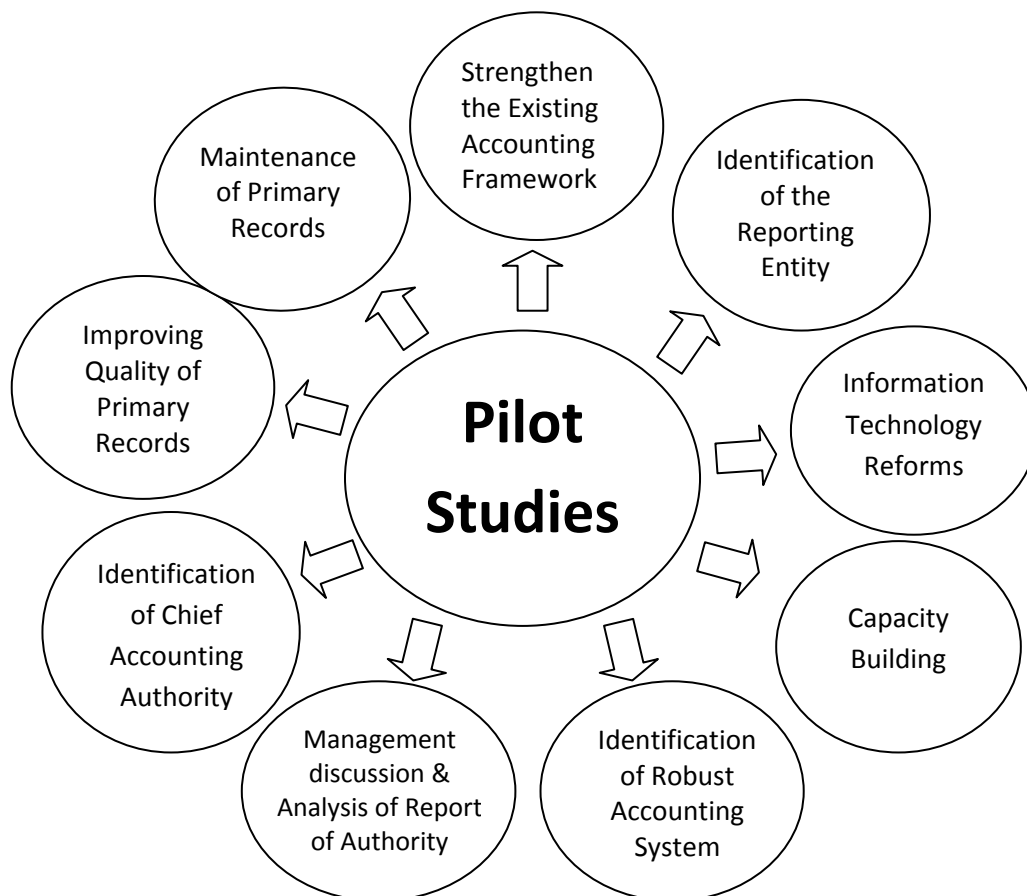 Strengthen
the Existing
Accounting
Framework
Identification
of the
Reporting
Entity
Information
Technology
Reforms
Capacity
Building
Identification
of Robust
Accounting
System
Management
discussion &
Analysis of Report
of Authority
Identification
of Chief
Accounting
Authority
Improving
Quality of
Primary
Records
Maintenance
of Primary
Records
Pilot
Studies